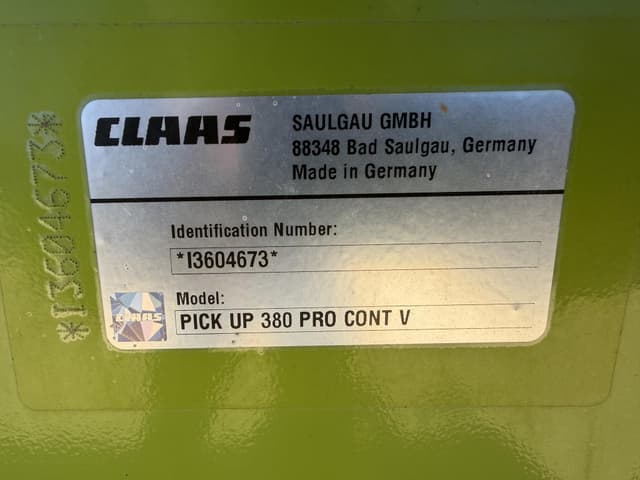 CLAAS
SAULGAU GMBH
88348 Bad Saulgau, Germany
Made in Germany
Identification Number:
*I3604673*
Model:
PICK UP 380 PRO CONT V
CLAAS
*I3604673*